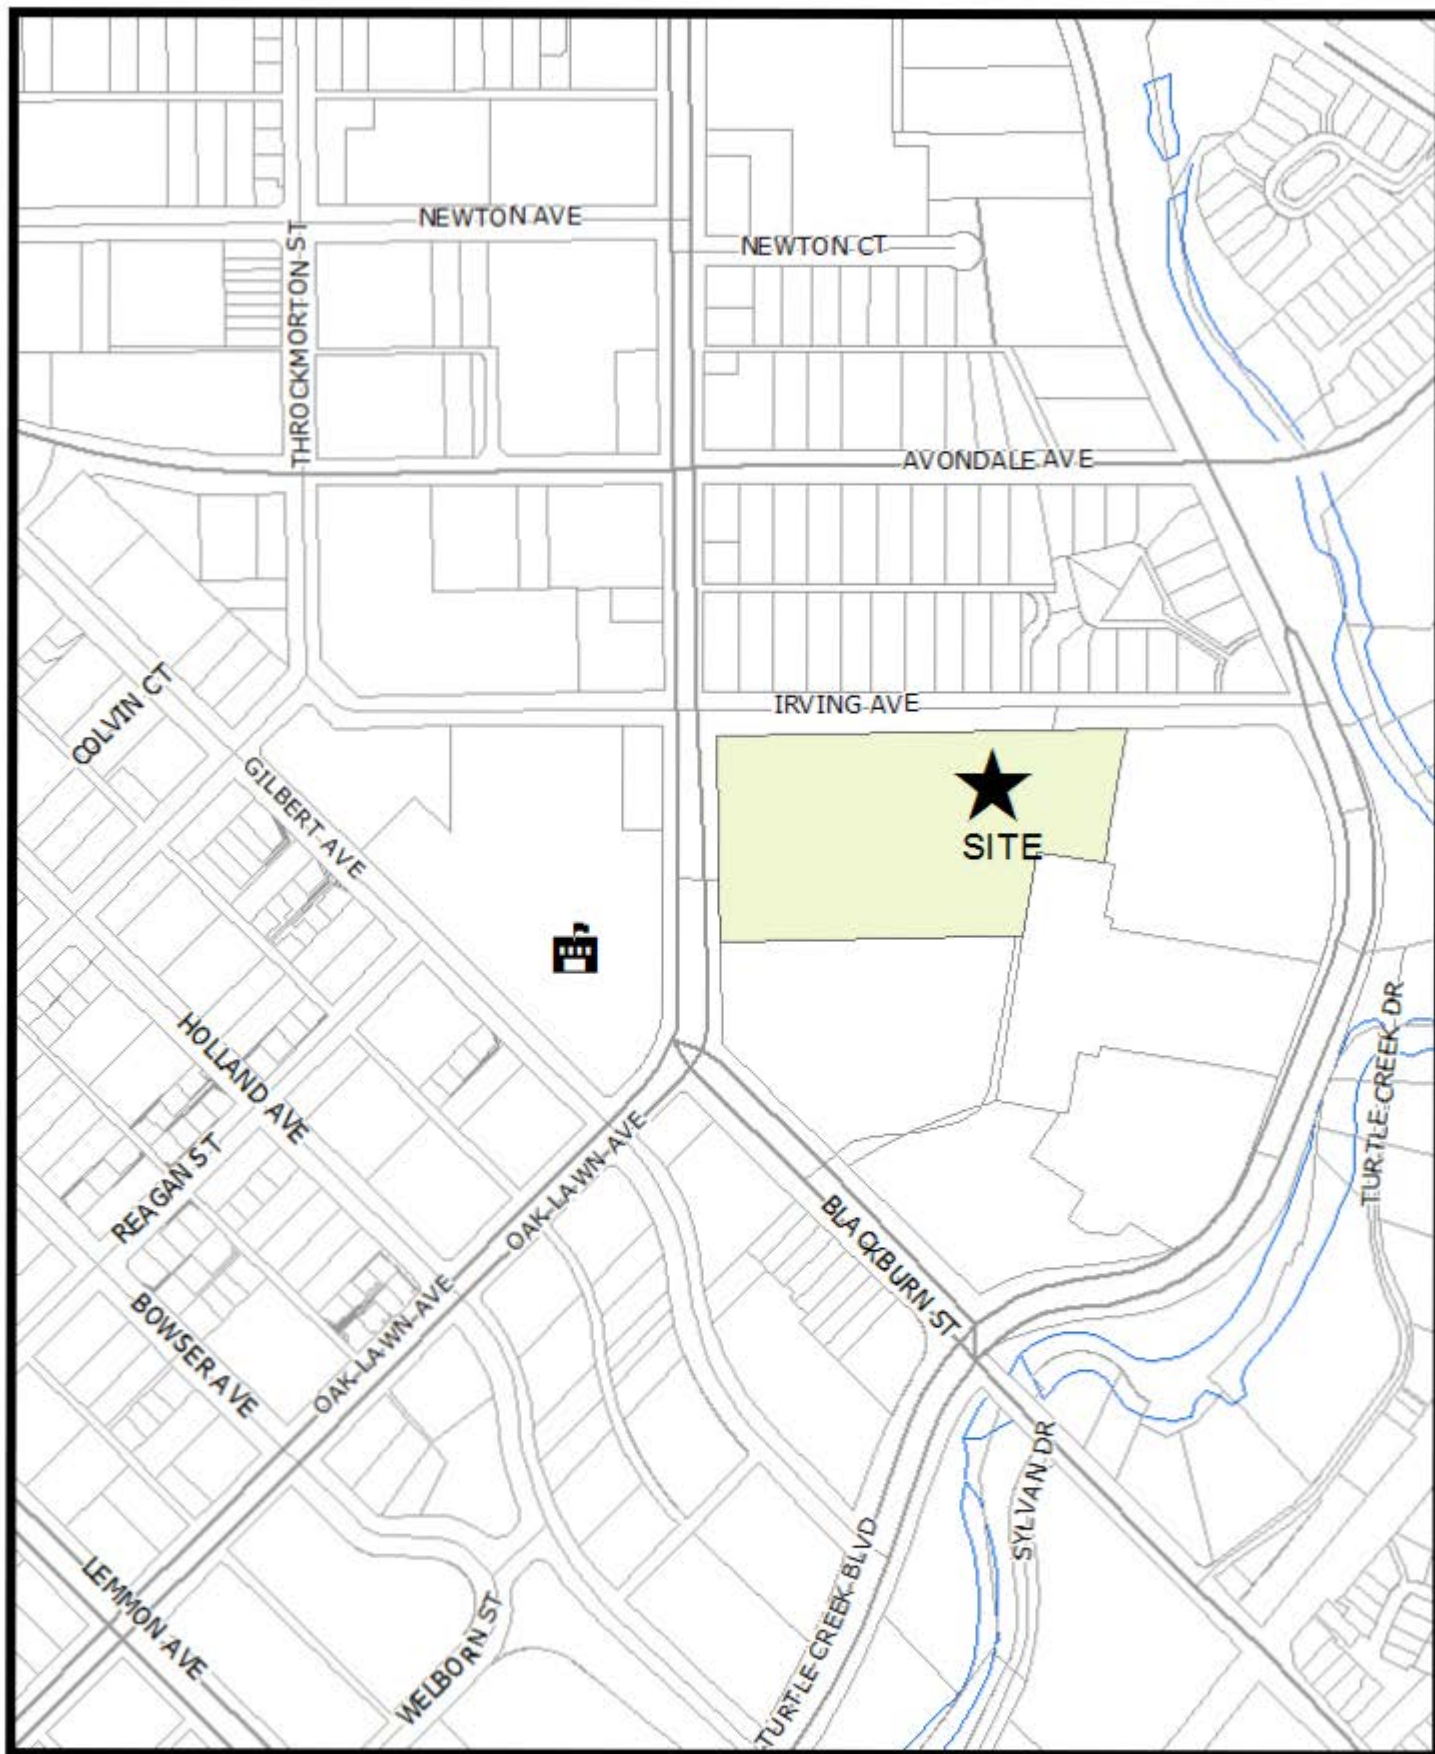 NEWTON AVE
NEWTON CT
THROCKMORTON ST
AVONDALE AVE
IRVING AVE
COLVIN CT
GILBERT AVE
SITE
HOLLAND AVE
TURTLE CREEK DR
REAGAN ST
OAK LAWN AVE
BLACKBURN ST
BOWSER AVE
OAK LAWN AVE
SYLVAN DR
TURTLE CREEK BLVD
LEMMON AVE
WELBORN ST